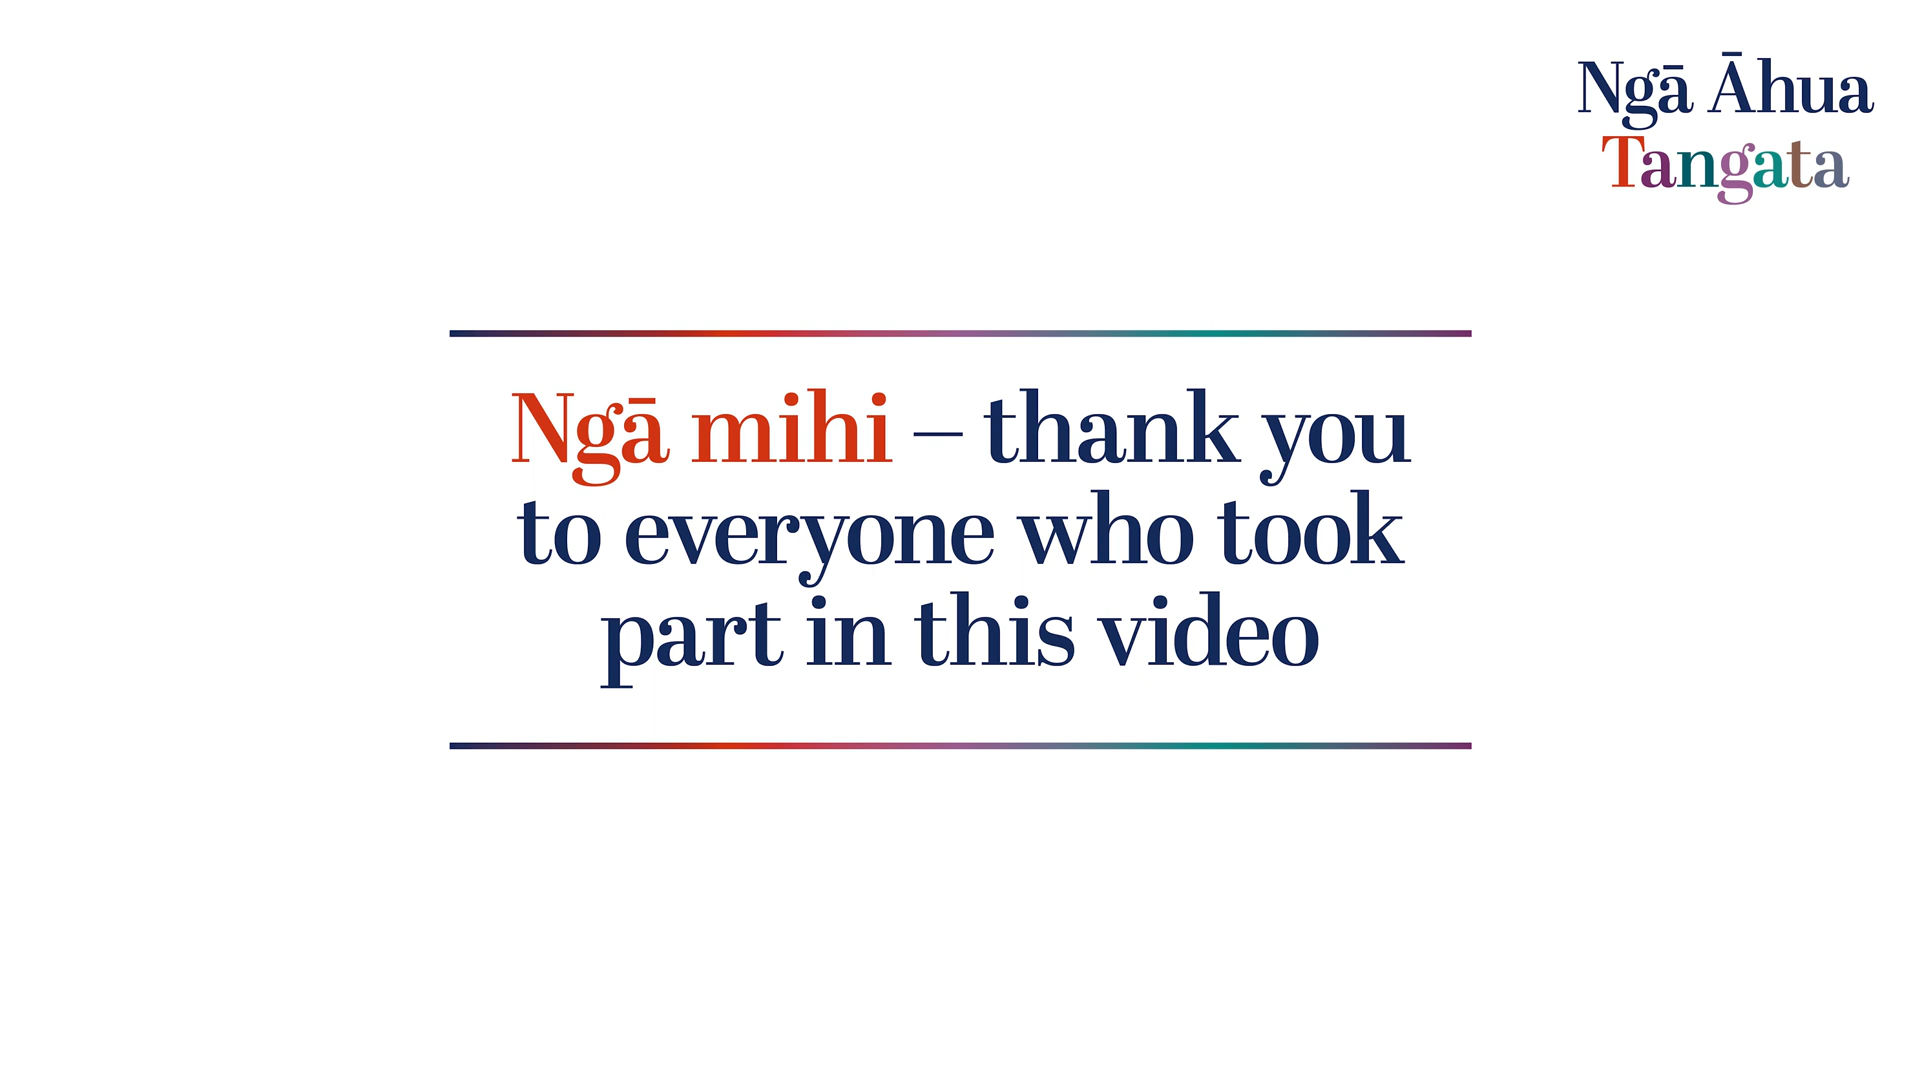 Ngā Āhua
Tangata
Ngā mihi – thank you
to everyone who took
part in this video